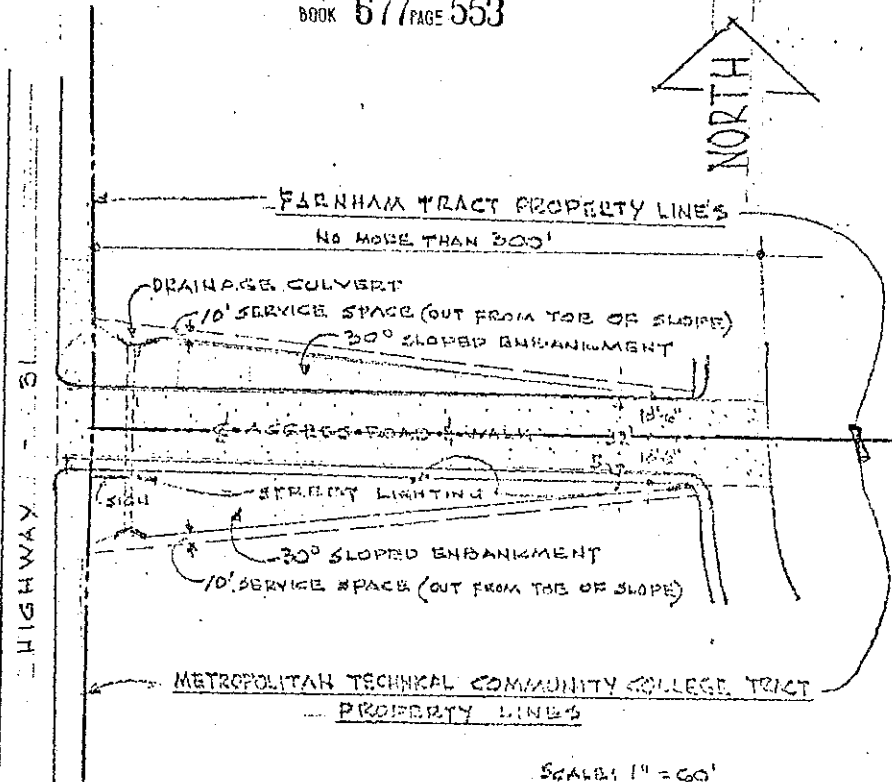 BOOK 677 PAGE 553
NORTH
FARNHAM TRACT PROPERTY LINES
NO MORE THAN 300'
DRAINAGE CULVERT
10' SERVICE SPACE (OUT FROM TOE OF SLOPE)
30° SLOPED EMBANKMENT
HIGHWAY - 31
℄ ACCESS ROAD & WALK
SIGN
STREET LIGHTING
30° SLOPED EMBANKMENT
10' SERVICE SPACE (OUT FROM TOE OF SLOPE)
METROPOLITAN TECHNICAL COMMUNITY COLLEGE TRACT
PROPERTY LINES
SCALE: 1" = 60'